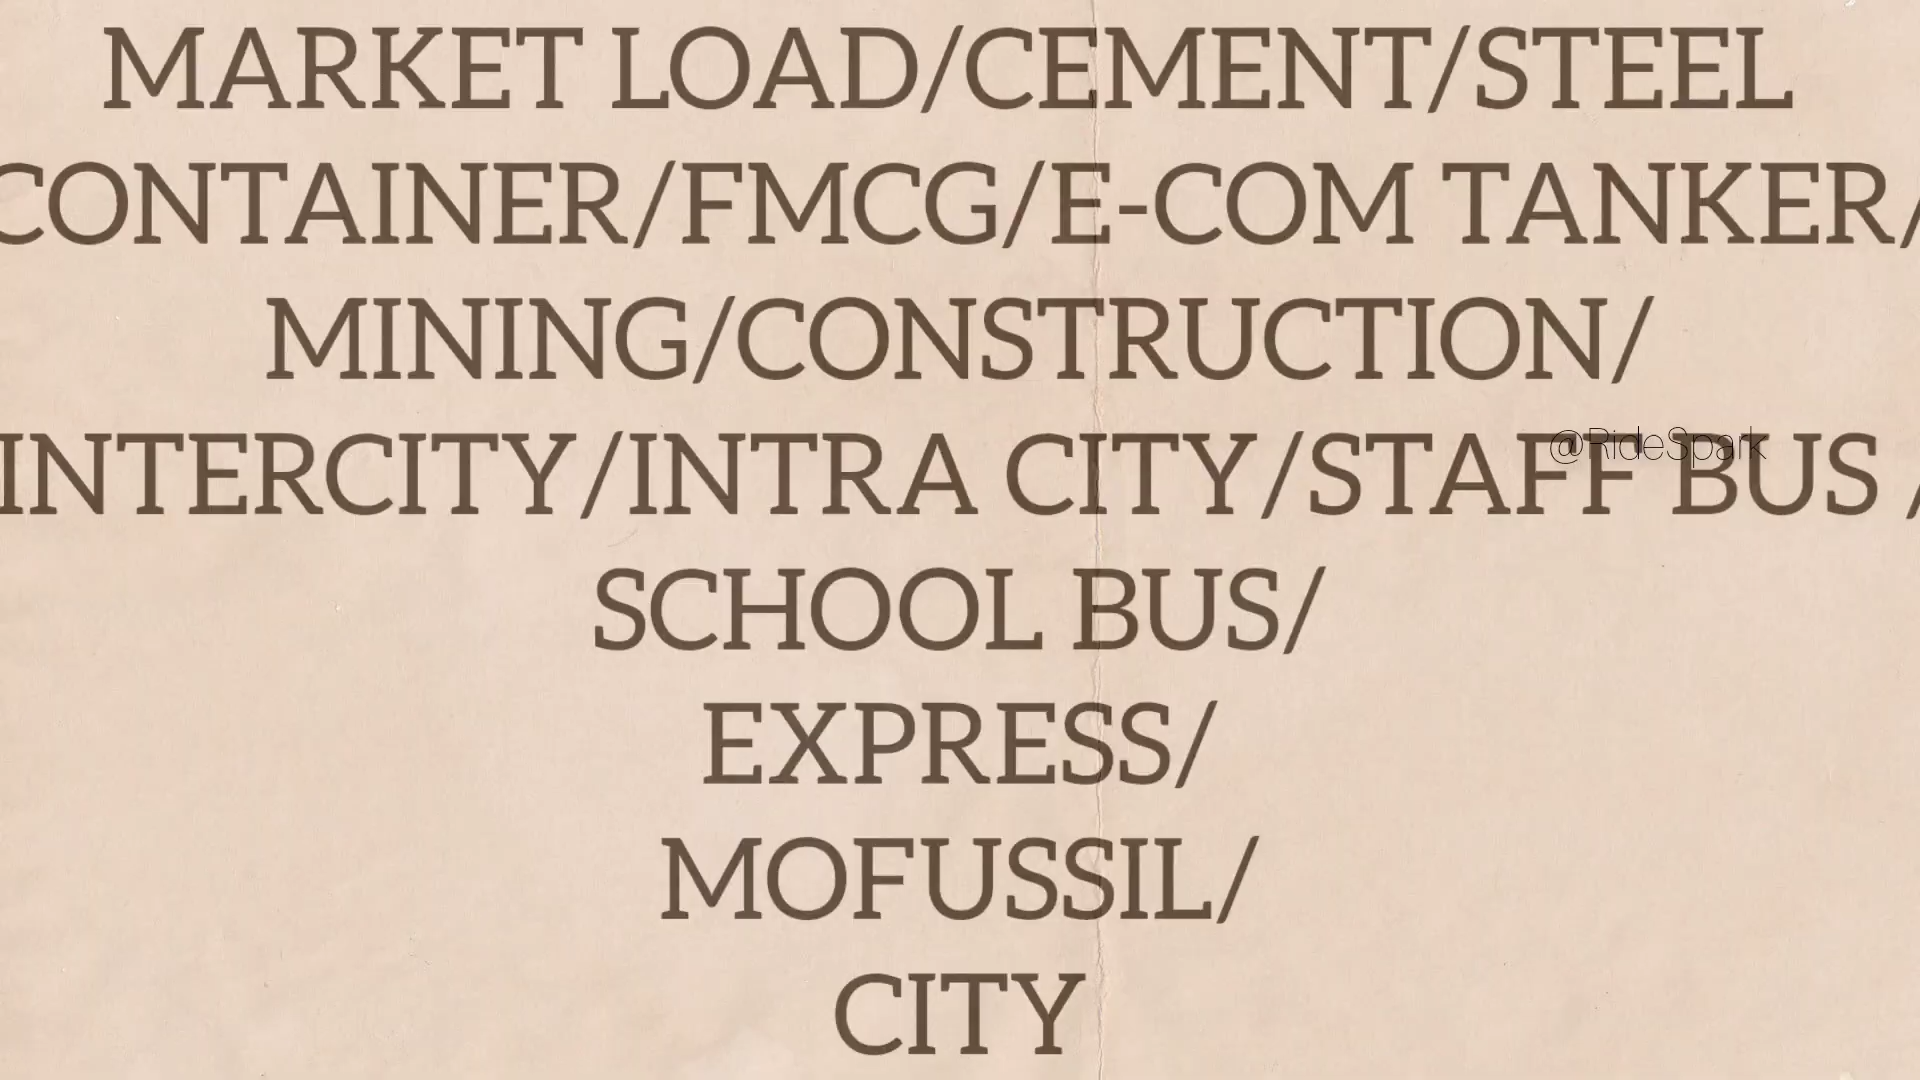 MARKET LOAD/CEMENT/STEEL
CONTAINER/FMCG/E-COM TANKER/
MINING/CONSTRUCTION/
INTERCITY/INTRA CITY/STAFF BUS /
@RideSpark
SCHOOL BUS/
EXPRESS/
MOFUSSIL/
CITY